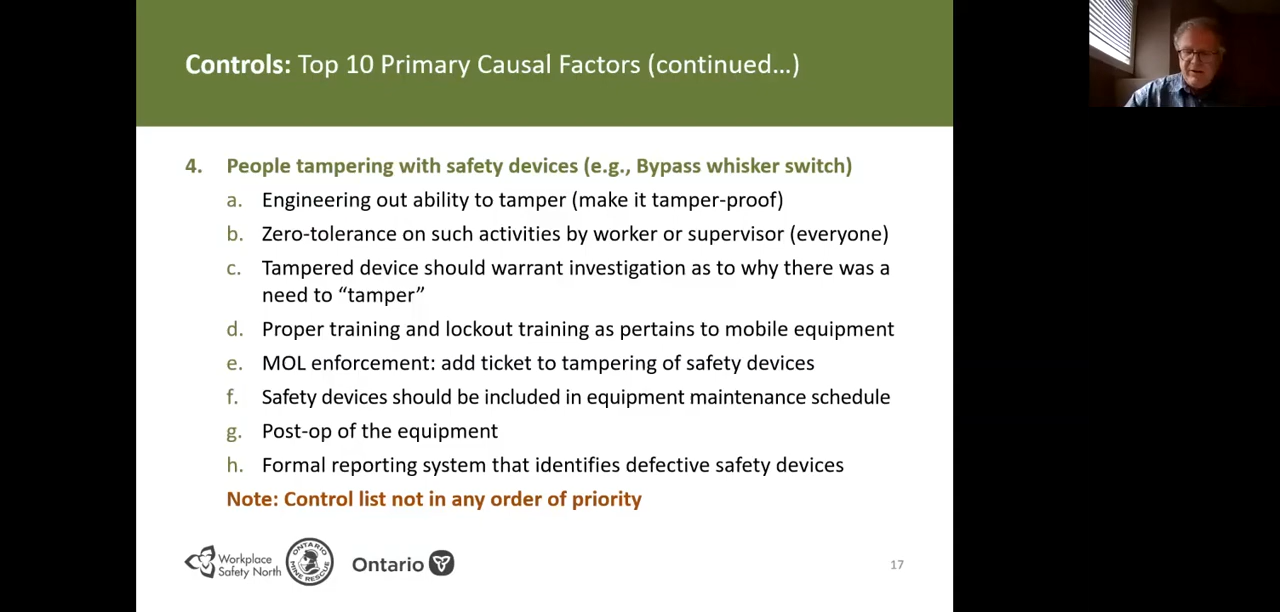 Controls: Top 10 Primary Causal Factors (continued...)
4. People tampering with safety devices (e.g., Bypass whisker switch)
a. Engineering out ability to tamper (make it tamper-proof)
b. Zero-tolerance on such activities by worker or supervisor (everyone)
c. Tampered device should warrant investigation as to why there was a
need to “tamper”
d. Proper training and lockout training as pertains to mobile equipment
e. MOL enforcement: add ticket to tampering of safety devices
f. Safety devices should be included in equipment maintenance schedule
g. Post-op of the equipment
h. Formal reporting system that identifies defective safety devices
Note: Control list not in any order of priority
Workplace
Safety North
ONTARIO
MINE RESCUE
Ontario
17